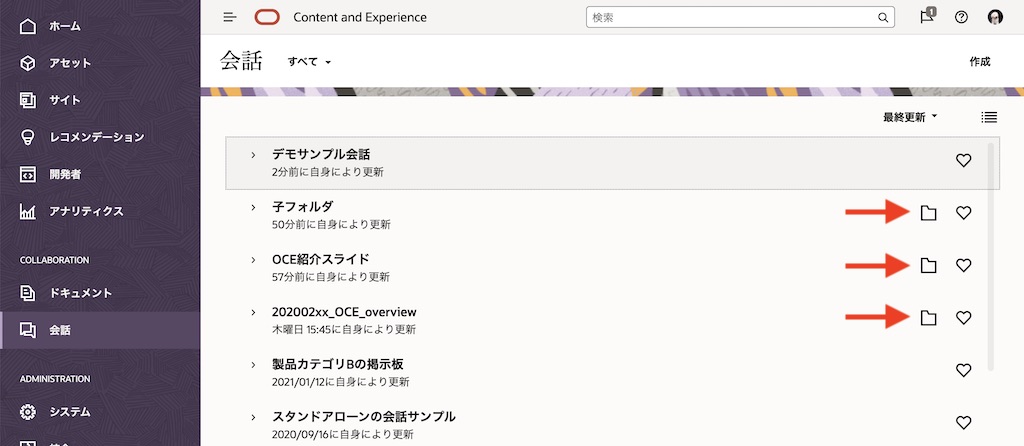 Content and Experience
検索
1
ホーム
アセット
サイト
レコメンデーション
開発者
アナリティクス
COLLABORATION
ドキュメント
会話
ADMINISTRATION
システム
会話
すべて
作成
最終更新
デモサンプル会話
2分前に自身により更新
子フォルダ
50分前に自身により更新
OCE紹介スライド
57分前に自身により更新
202002xx_OCE_overview
木曜日 15:45に自身により更新
製品カテゴリBの掲示板
2021/01/12に自身により更新
スタンドアローンの会話サンプル
2020/09/16に自身により更新